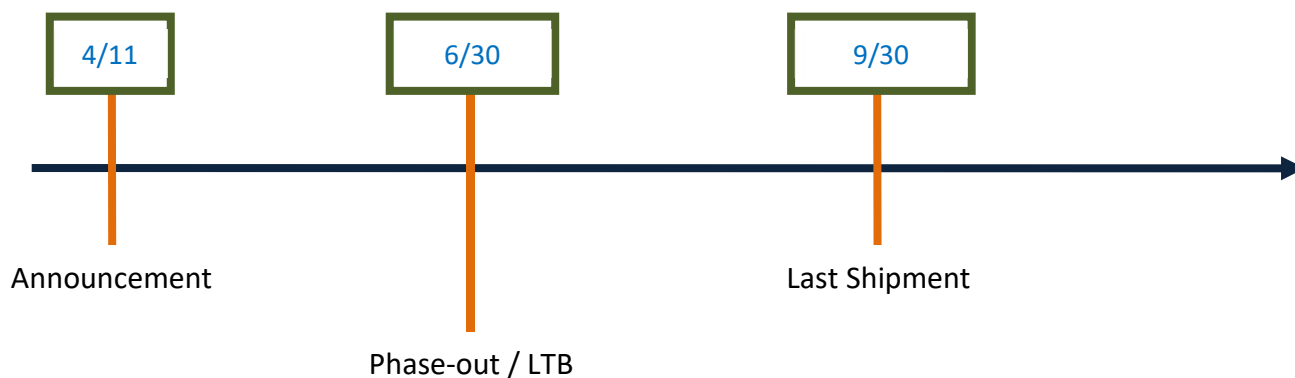 4/11
6/30
9/30
Announcement
Last Shipment
Phase-out / LTB